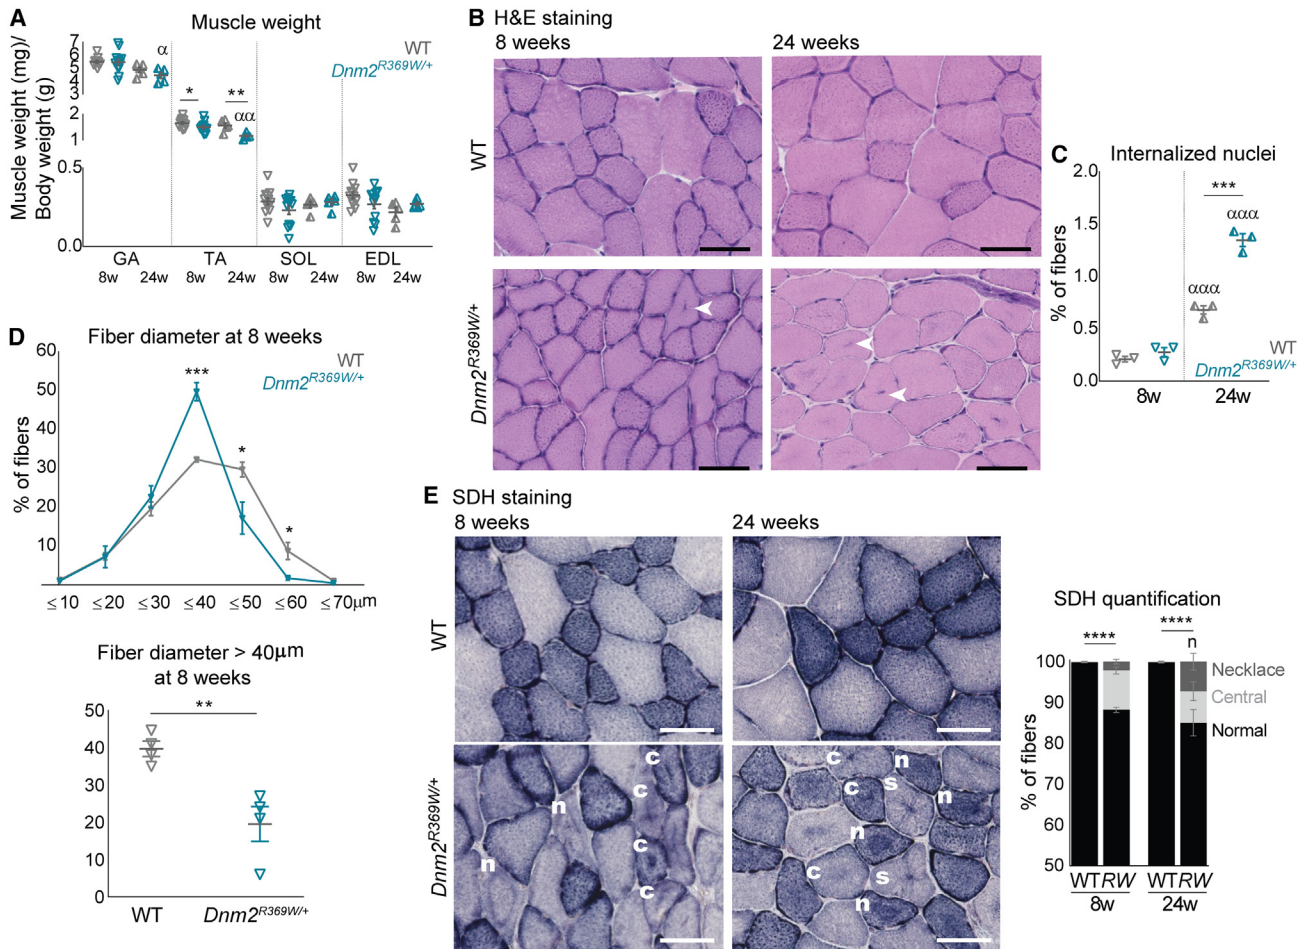 A
Muscle weight
WT
Dnm2R369W/+
Muscle weight (mg)/
Body weight (g)
7
6
5
4
3
2
1
0.5
0.0
α
*
**
αα
GA
TA
SOL
EDL
8w 24w 8w 24w 8w 24w 8w 24w
B H&E staining
8 weeks
24 weeks
WT
Dnm2R369W/+
C
Internalized nuclei
% of fibers
2.0
1.5
1.0
0.5
0.0
***
ααα
ααα
WT
Dnm2R369W/+
8w
24w
D
Fiber diameter at 8 weeks
WT
Dnm2R369W/+
% of fibers
60
50
40
30
20
10
***
*
*
≤10 ≤20 ≤30 ≤40 ≤50 ≤60 ≤70μm
Fiber diameter > 40μm
at 8 weeks
50
40
30
20
10
0
**
WT
Dnm2R369W/+
E SDH staining
8 weeks
24 weeks
WT
Dnm2R369W/+
c
c
n
c
n
c
c
n
c
s
n
n
c
s
n
SDH quantification
% of fibers
100
90
80
70
60
50
****
****
n
Necklace
Central
Normal
WT RW WT RW
8w
24w